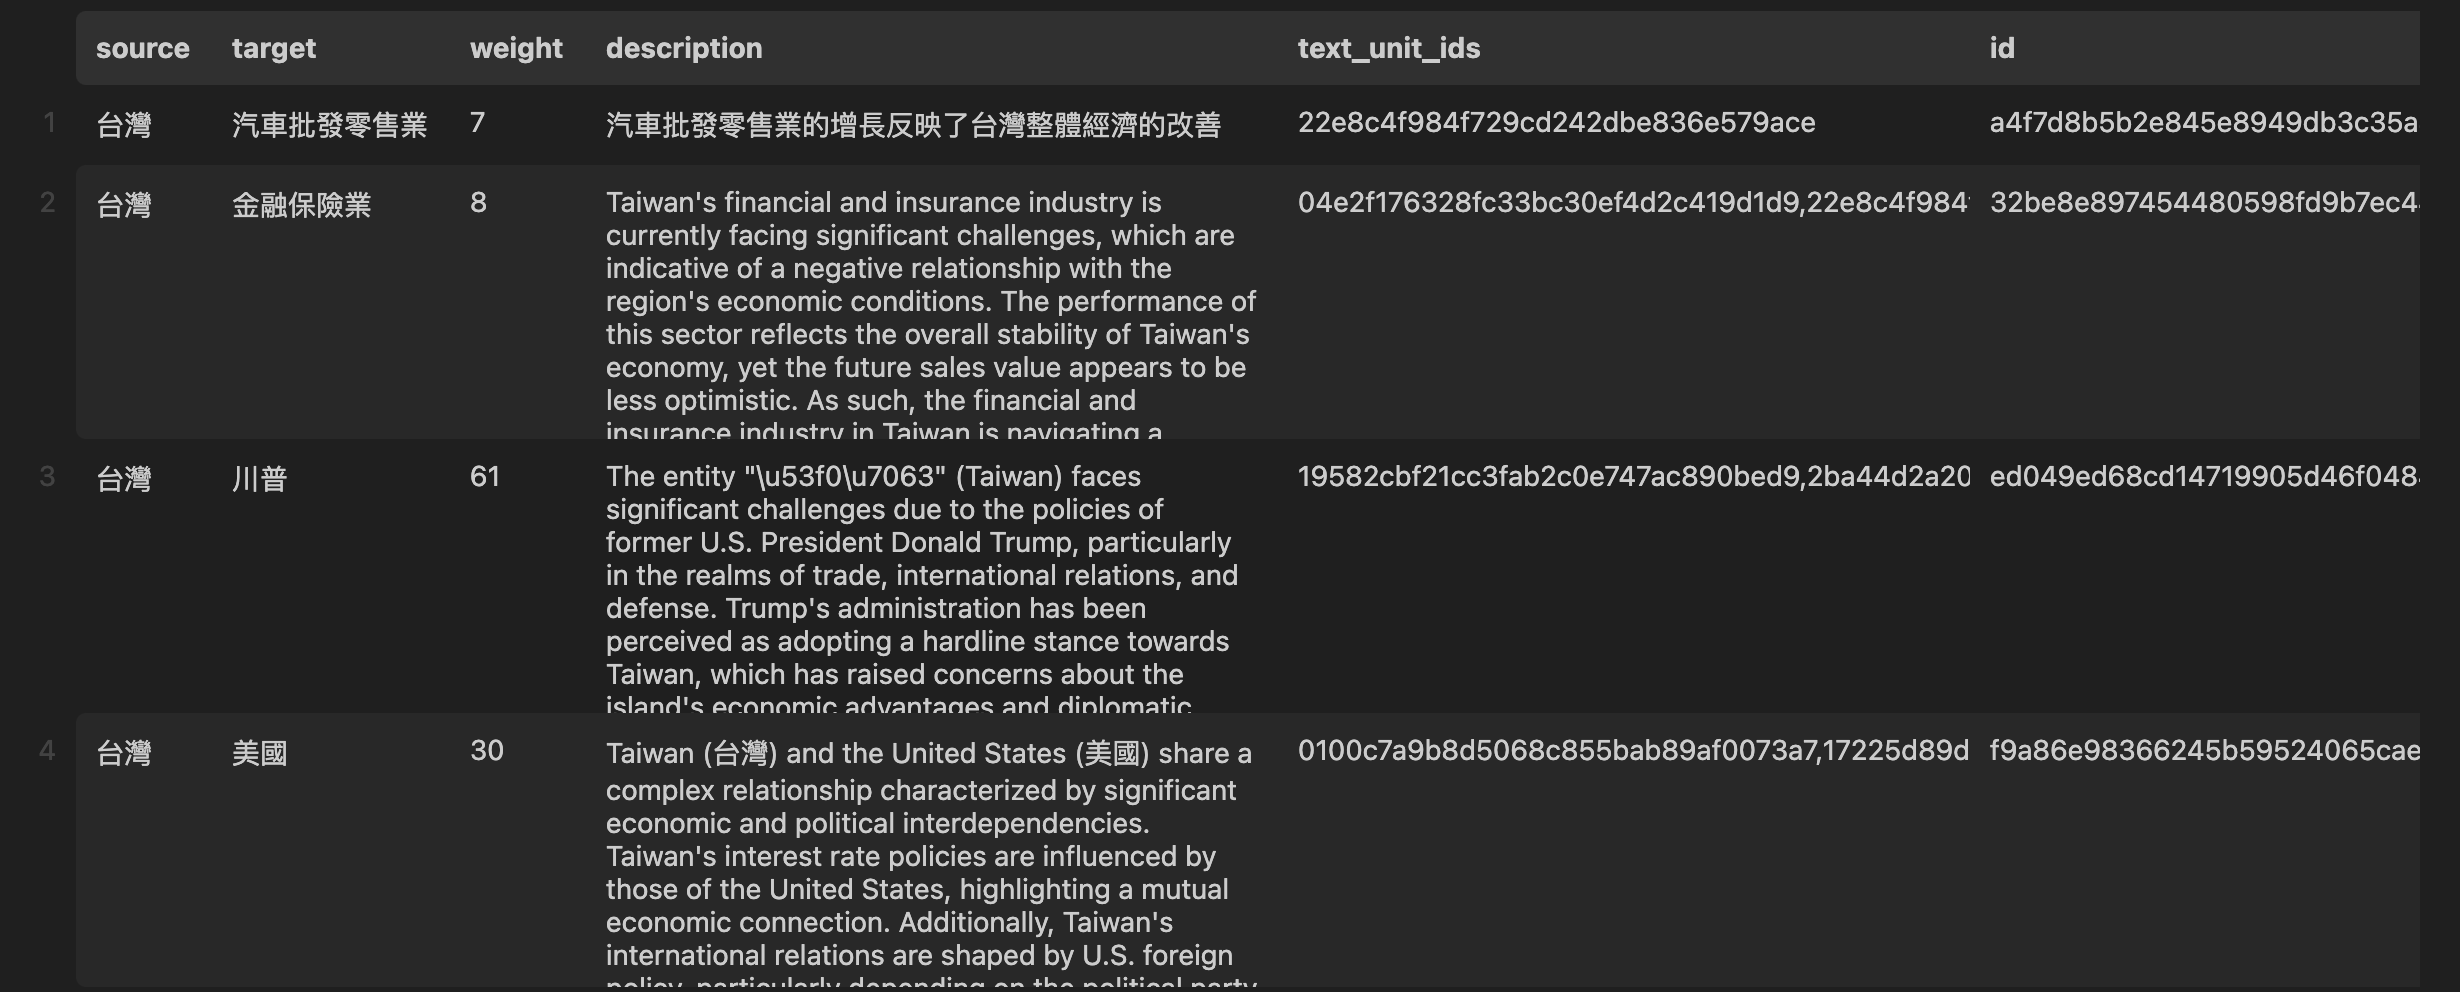 source target weight description text_unit_ids id
1 台灣 汽車批發零售業 7 汽車批發零售業的增長反映了台灣整體經濟的改善 22e8c4f984f729cd242dbe836e579ace a4f7d8b5b2e845e8949db3c35a
2 台灣 金融保險業 8 Taiwan's financial and insurance industry is 04e2f176328fc33bc30ef4d2c419d1d9,22e8c4f984 32be8e897454480598fd9b7ec4
currently facing significant challenges, which are
indicative of a negative relationship with the
region's economic conditions. The performance of
this sector reflects the overall stability of Taiwan's
economy, yet the future sales value appears to be
less optimistic. As such, the financial and
insurance industry in Taiwan is navigating a
3 台灣 川普 61 The entity "\u53f0\u7063" (Taiwan) faces 19582cbf21cc3fab2c0e747ac890bed9,2ba44d2a20 ed049ed68cd14719905d46f048
significant challenges due to the policies of
former U.S. President Donald Trump, particularly
in the realms of trade, international relations, and
defense. Trump's administration has been
perceived as adopting a hardline stance towards
Taiwan, which has raised concerns about the
island's economic advantages and diplomatic
4 台灣 美國 30 Taiwan (台灣) and the United States (美國) share a 0100c7a9b8d5068c855bab89af0073a7,17225d89d f9a86e98366245b59524065cae
complex relationship characterized by significant
economic and political interdependencies.
Taiwan's interest rate policies are influenced by
those of the United States, highlighting a mutual
economic connection. Additionally, Taiwan's
international relations are shaped by U.S. foreign
policy, particularly depending on the political party